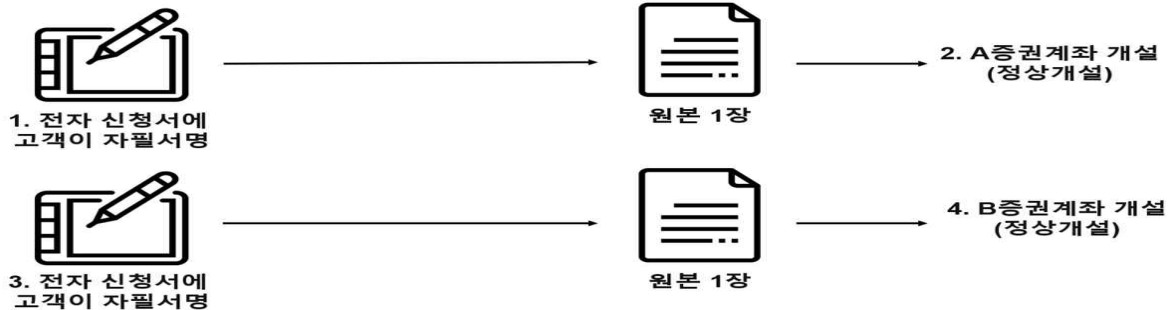 1. 전자 신청서에
고객이 자필서명
원본 1장
2. A증권계좌 개설
(정상개설)
3. 전자 신청서에
고객이 자필서명
원본 1장
4. B증권계좌 개설
(정상개설)